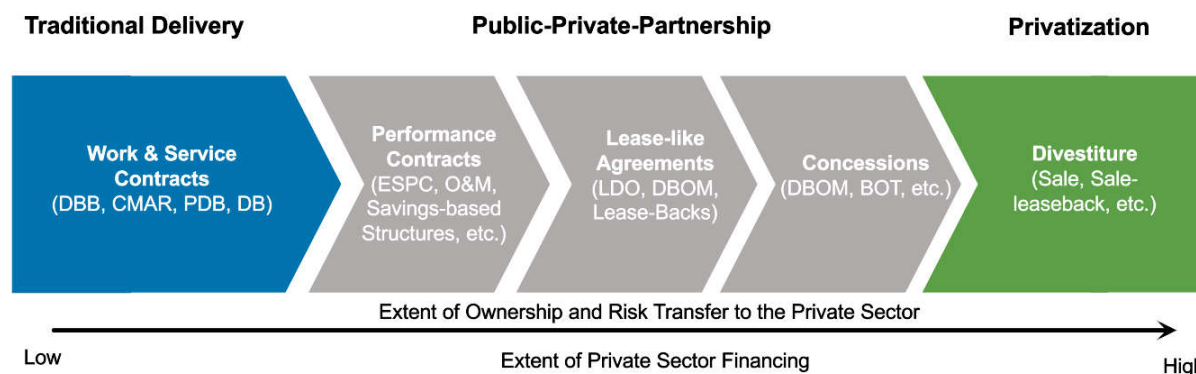 Traditional Delivery
Public-Private-Partnership
Privatization
Work & Service
Contracts
(DBB, CMAR, PDB, DB)
Performance
Contracts
(ESPC, O&M,
Savings-based
Structures, etc.)
Lease-like
Agreements
(LDO, DBOM,
Lease-Backs)
Concessions
(DBOM, BOT, etc.)
Divestiture
(Sale, Sale-
leaseback, etc.)
Extent of Ownership and Risk Transfer to the Private Sector
Low
Extent of Private Sector Financing
High